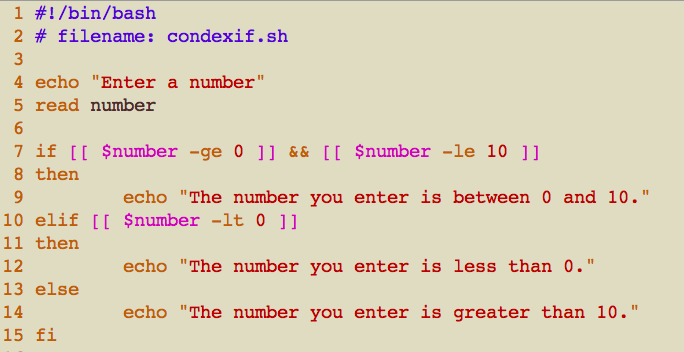 1 #!/bin/bash
2 # filename: condexif.sh
3
4 echo "Enter a number"
5 read number
6
7 if [[ $number -ge 0 ]] && [[ $number -le 10 ]]
8 then
9         echo "The number you enter is between 0 and 10."
10 elif [[ $number -lt 0 ]]
11 then
12         echo "The number you enter is less than 0."
13 else
14         echo "The number you enter is greater than 10."
15 fi